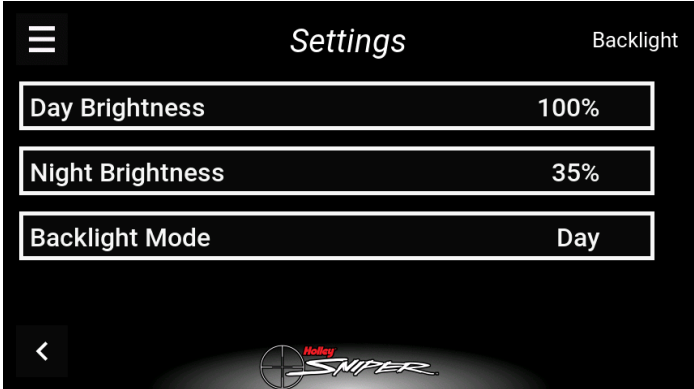 Settings
Backlight
Day Brightness 100%
Night Brightness 35%
Backlight Mode Day
Holley
SNIPER